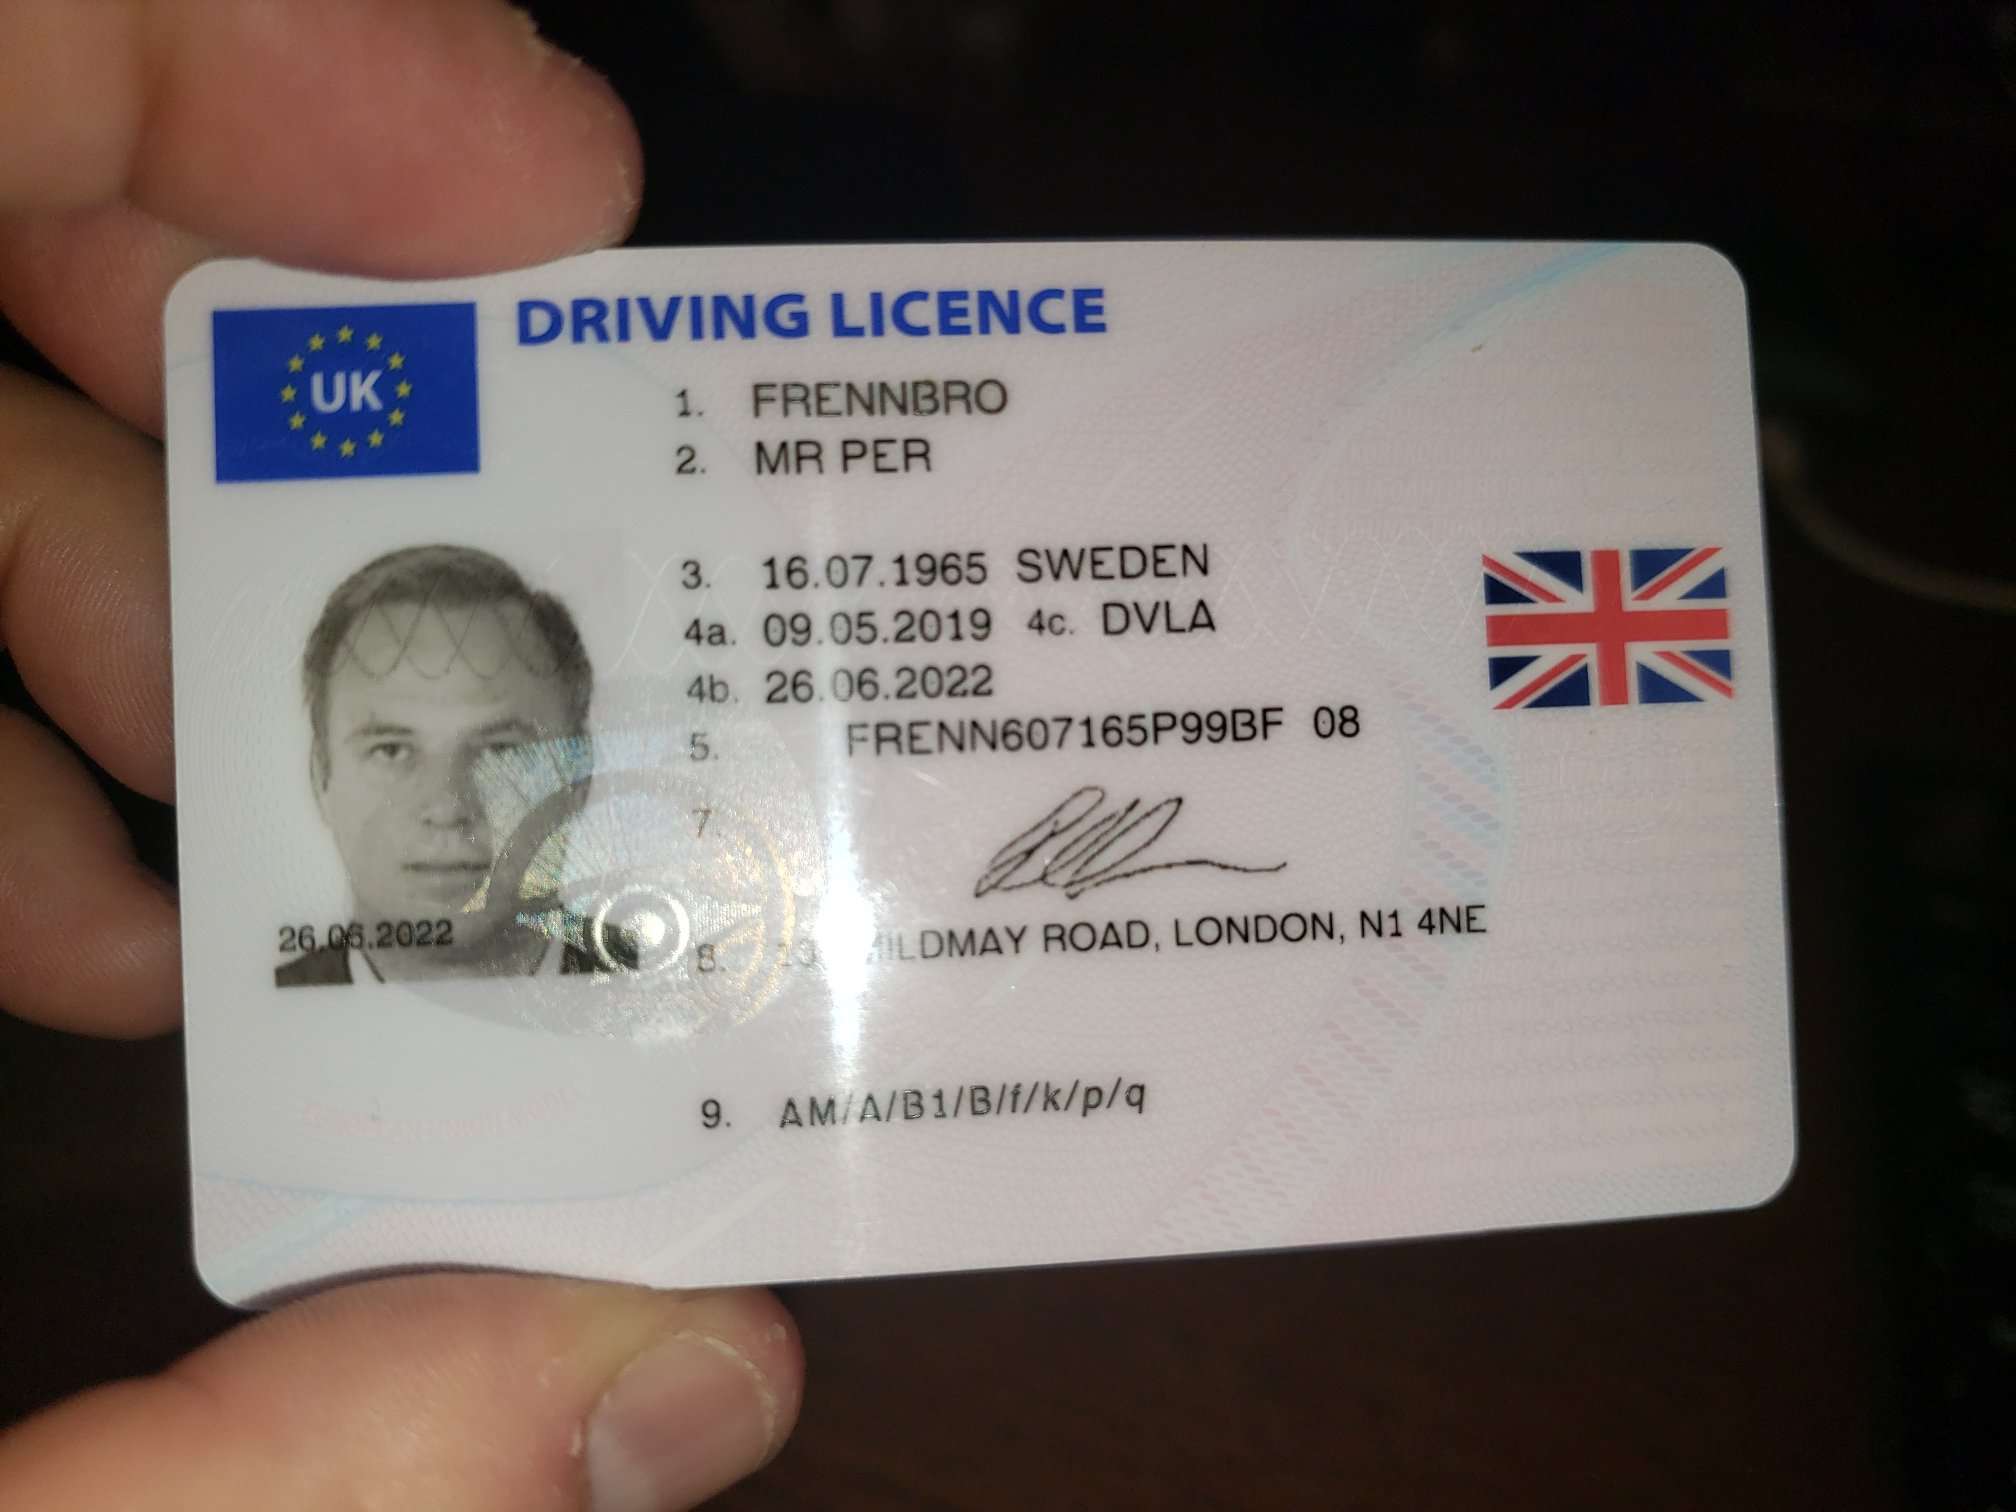 UK
DRIVING LICENCE
1. FRENNBRO
2. MR PER
3. 16.07.1965 SWEDEN
4a. 09.05.2019 4c. DVLA
4b. 26.06.2022
5. FRENN607165P99BF 08
7.
26.06.2022
8. MILDMAY ROAD, LONDON, N1 4NE
9. AM/A/B1/B/f/k/p/q